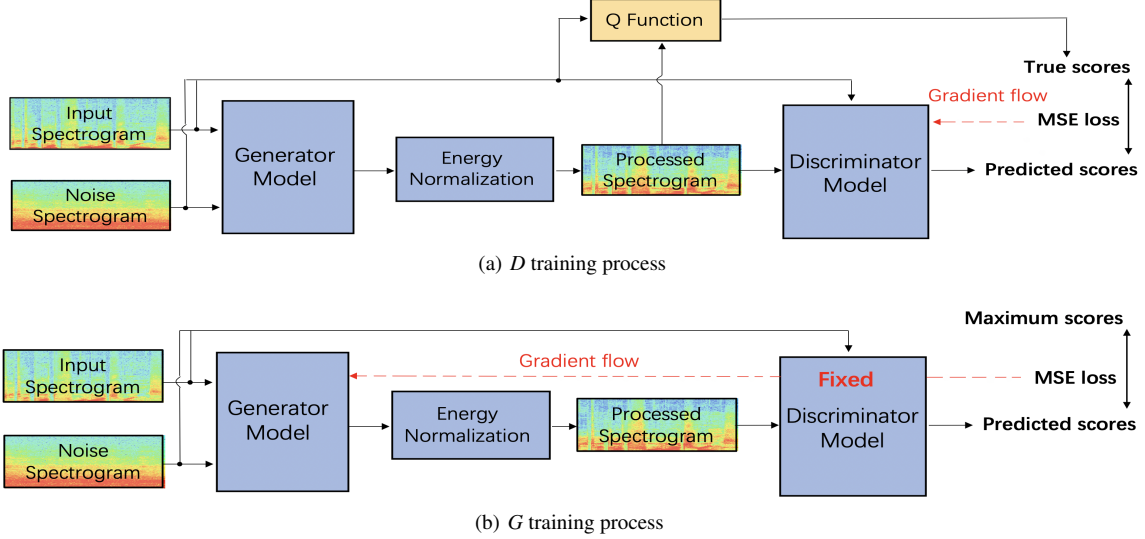 Q Function
True scores
Input
Spectrogram
Gradient flow
MSE loss
Generator
Model
Energy
Normalization
Processed
Spectrogram
Discriminator
Model
Predicted scores
Noise
Spectrogram
(a) D training process
Maximum scores
Input
Spectrogram
Gradient flow
Fixed
MSE loss
Generator
Model
Energy
Normalization
Processed
Spectrogram
Discriminator
Model
Predicted scores
Noise
Spectrogram
(b) G training process